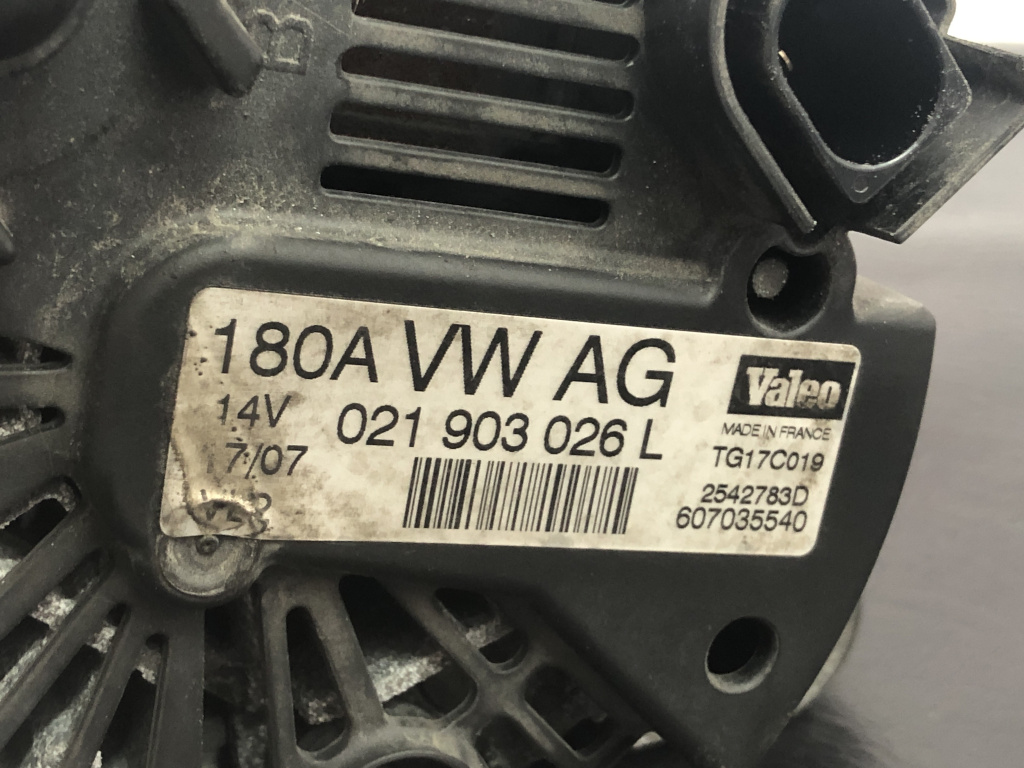 B
180A VW AG
14V
021 903 026 L
7/07
Valeo
MADE IN FRANCE
TG17C019
2542783D
607035540